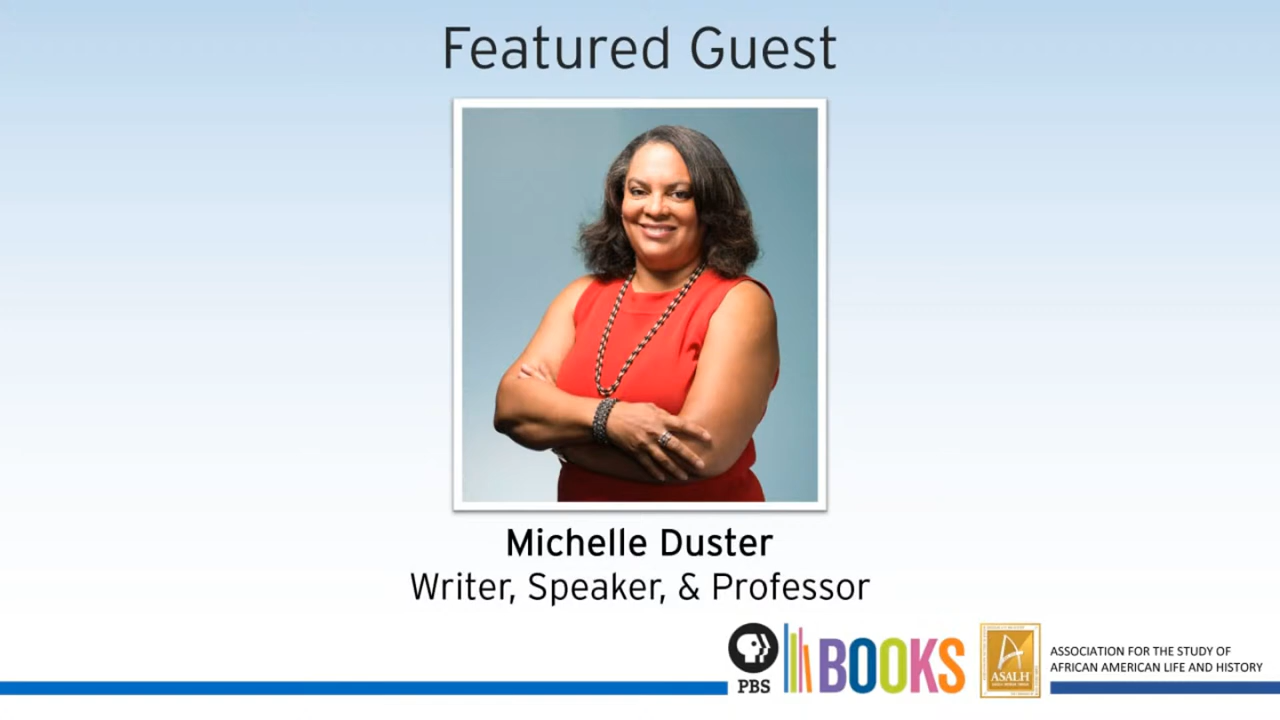 Featured Guest
Michelle Duster
Writer, Speaker, & Professor
PBS
BOOKS
ASALH
ASSOCIATION FOR THE STUDY OF
AFRICAN AMERICAN LIFE AND HISTORY